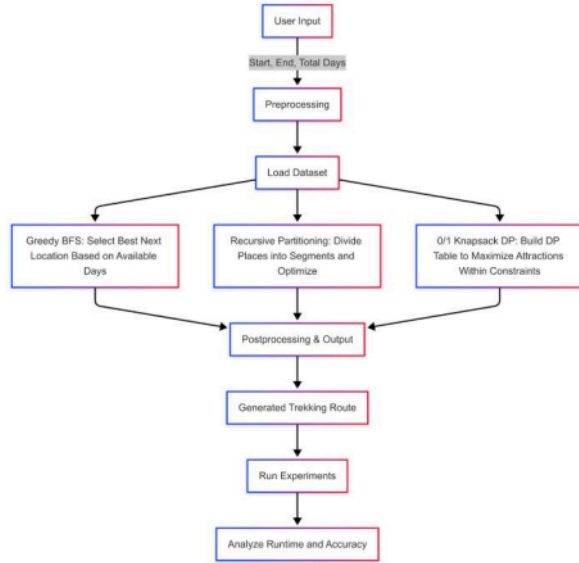 User Input
Start, End, Total Days
Preprocessing
Load Dataset
Greedy BFS: Select Best Next
Location Based on Available
Days
Recursive Partitioning: Divide
Places into Segments and
Optimize
0/1 Knapsack DP: Build DP
Table to Maximize Attractions
Within Constraints
Postprocessing & Output
Generated Trekking Route
Run Experiments
Analyze Runtime and Accuracy